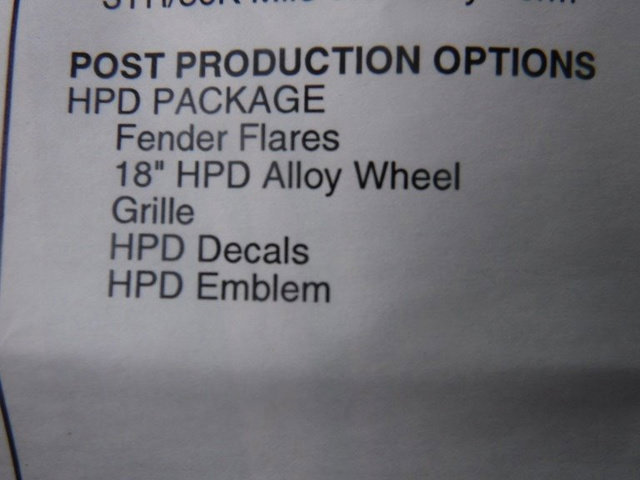 POST PRODUCTION OPTIONS
HPD PACKAGE
Fender Flares
18" HPD Alloy Wheel
Grille
HPD Decals
HPD Emblem